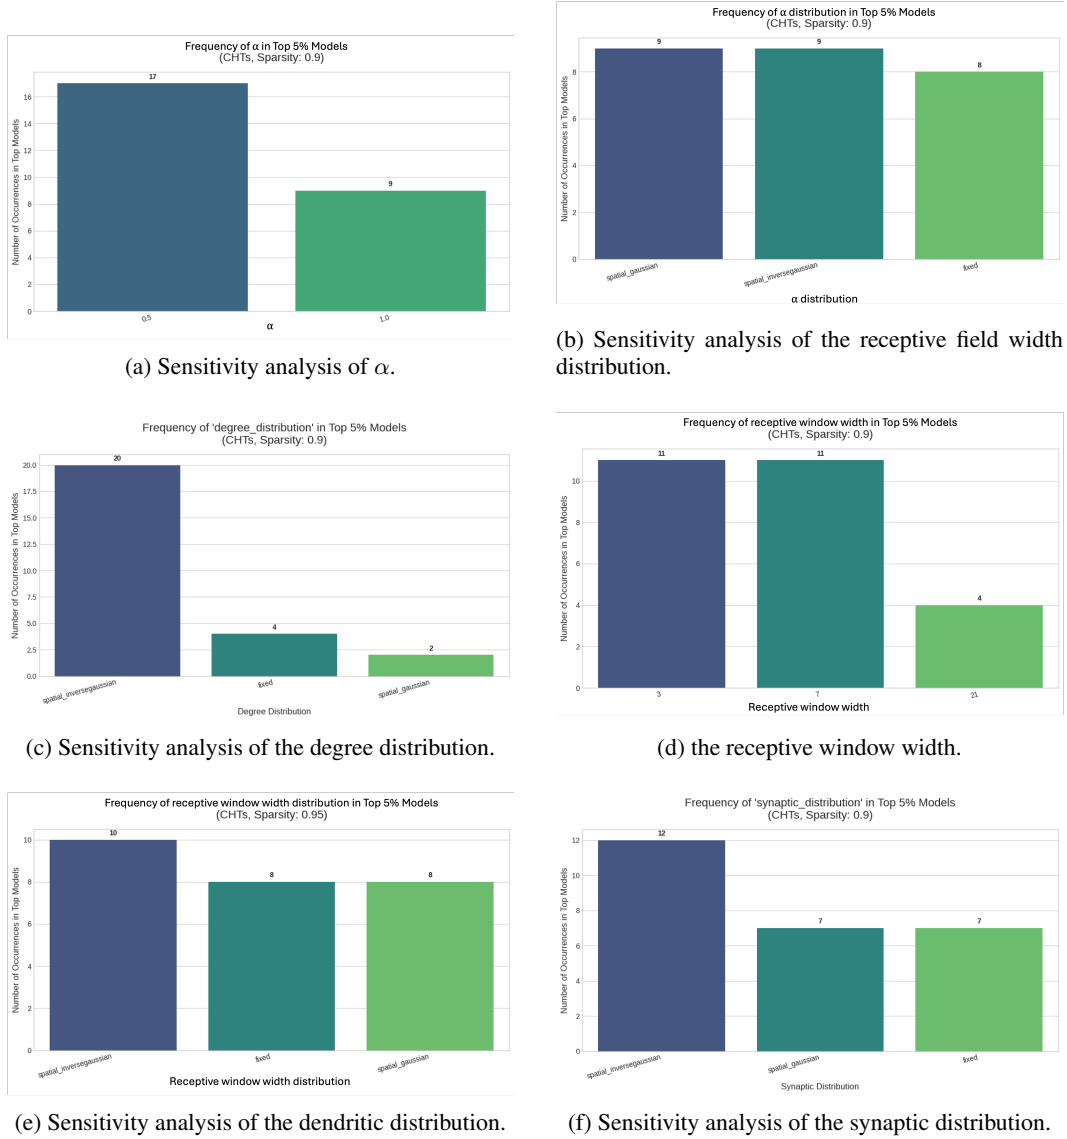 Frequency of α in Top 5% Models
(CHTs, Sparsity: 0.9)
Number of Occurrences in Top Models
0
2
4
6
8
10
12
14
16
17
9
0.5
1.0
α
(a) Sensitivity analysis of α.
Frequency of α distribution in Top 5% Models
(CHTs, Sparsity: 0.9)
Number of Occurrences in Top Models
0
2
4
6
8
9
9
8
spatial_gaussian
spatial_inversegaussian
fixed
α distribution
(b) Sensitivity analysis of the receptive field width
distribution.
Frequency of 'degree_distribution' in Top 5% Models
(CHTs, Sparsity: 0.9)
Number of Occurrences in Top Models
0.0
2.5
5.0
7.5
10.0
12.5
15.0
17.5
20.0
20
4
2
spatial_inversegaussian
fixed
spatial_gaussian
Degree Distribution
(c) Sensitivity analysis of the degree distribution.
Frequency of receptive window width in Top 5% Models
(CHTs, Sparsity: 0.9)
Number of Occurrences in Top Models
0
2
4
6
8
10
11
11
4
3
7
21
Receptive window width
(d) the receptive window width.
Frequency of receptive window width distribution in Top 5% Models
(CHTs, Sparsity: 0.95)
Number of Occurrences in Top Models
0
2
4
6
8
10
10
8
8
spatial_inversegaussian
fixed
spatial_gaussian
Receptive window width distribution
(e) Sensitivity analysis of the dendritic distribution.
Frequency of 'synaptic_distribution' in Top 5% Models
(CHTs, Sparsity: 0.9)
Number of Occurrences in Top Models
0
2
4
6
8
10
12
12
7
7
spatial_inversegaussian
spatial_gaussian
fixed
Synaptic Distribution
(f) Sensitivity analysis of the synaptic distribution.